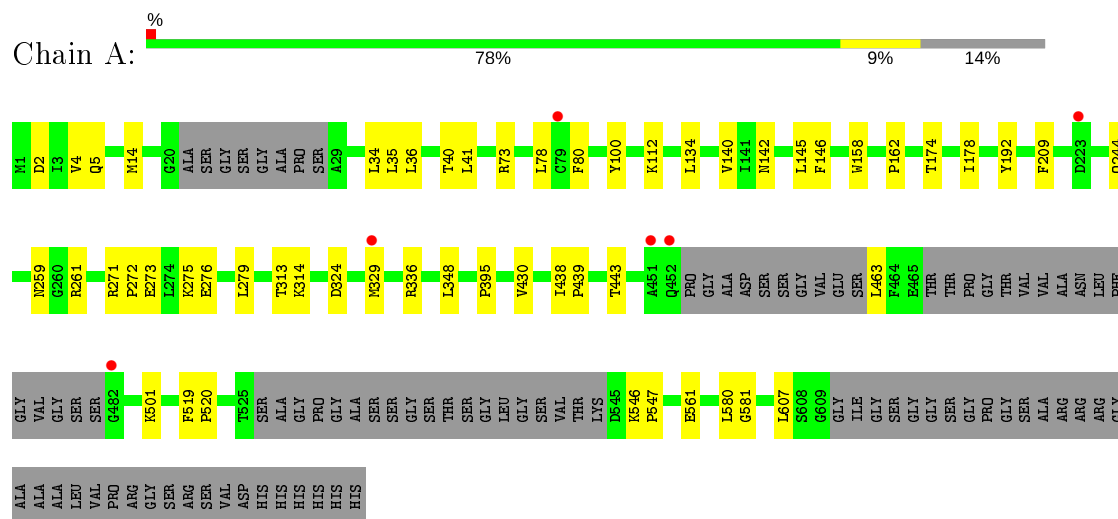 %
Chain A:
78% 9% 14%
M1 D2 I3 V4 Q5 M14 G20 ALA SER GLY SER GLY ALA PRO SER A29 L34 L35 L36 T40 L41 R73 L78 C79 F80 Y100 K112 L134 V140 I141 N142 L145 F146 W158 P162 T174 I178 Y192 F209 D223 Q244
N259 G260 R261 R271 P272 E273 L274 K275 E276 L279 T313 K314 D324 M329 R336 L348 P395 V430 I438 P439 T443 A451 Q452 PRO GLY ALA ASP SER SER GLY VAL GLU SER L463 F464 E465 THR THR PRO GLY THR VAL VAL ALA ASN LEU PHE
GLY VAL GLY SER SER G482 K501 F519 P520 T525 SER ALA GLY PRO GLY ALA SER SER GLY SER THR SER GLY LEU GLY SER VAL THR LYS D545 K546 P547 E561 L580 G581 L607 S608 G609 GLY ILE GLY SER GLY GLY SER GLY PRO GLY SER ALA ARG ARG ARG GLY
ALA ALA ALA LEU VAL PRO ARG GLY SER ARG SER VAL ASP HIS HIS HIS HIS HIS HIS